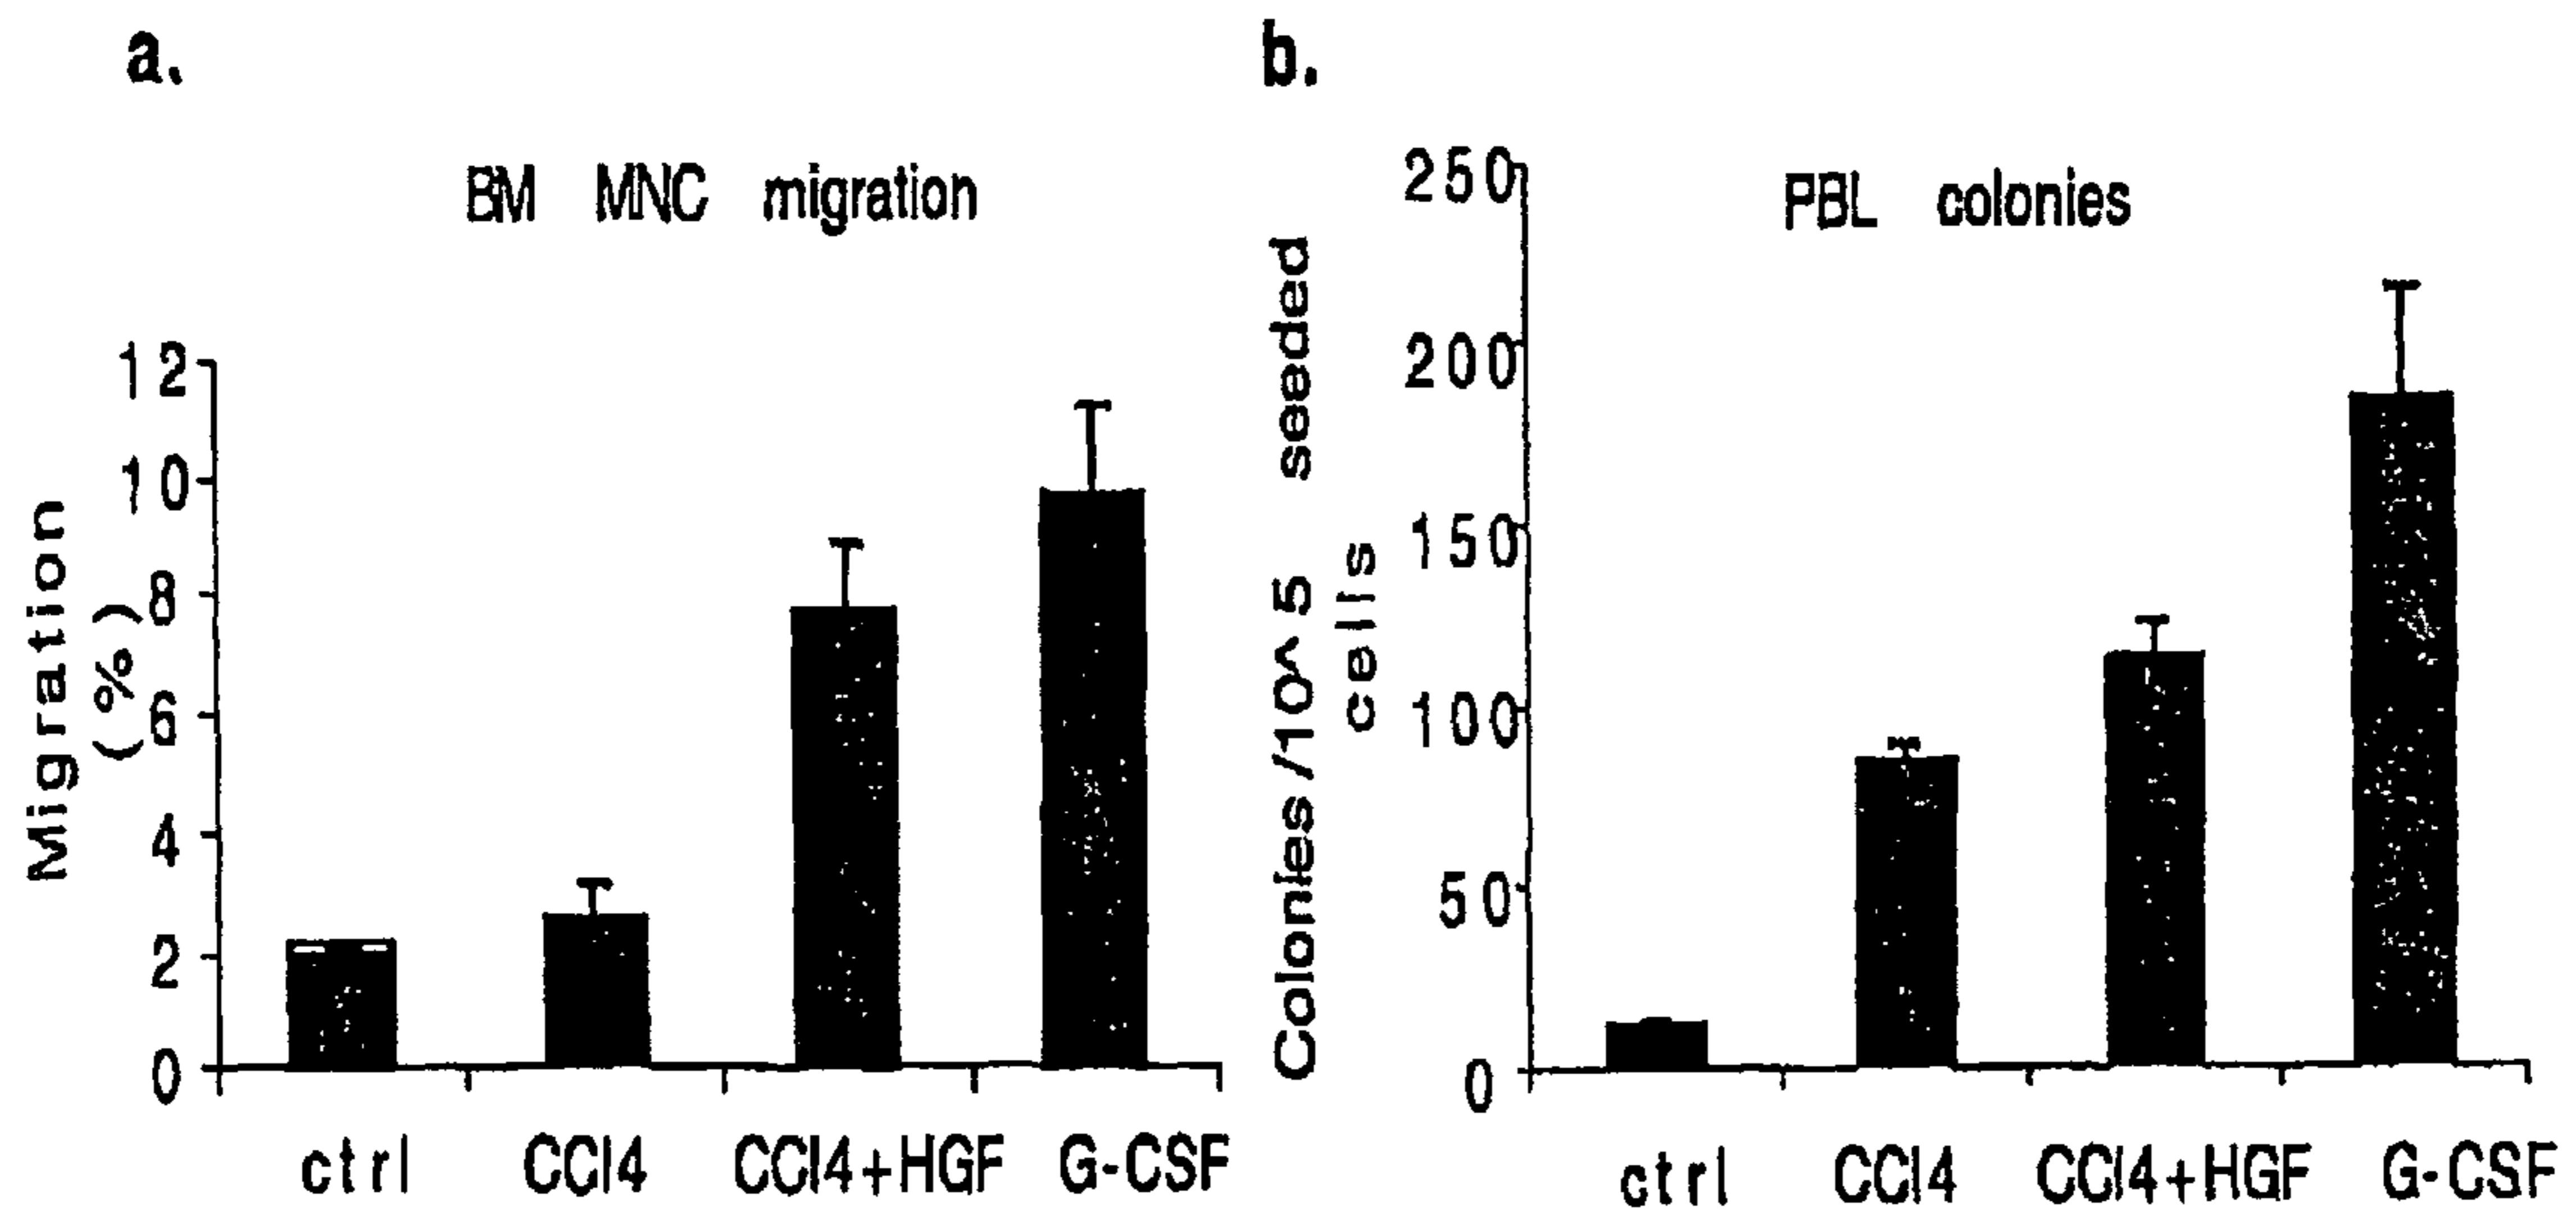 a.
BM MNC migration
Migration
(%)
12
10
8
6
4
2
0
ctrl CCl4 CCl4+HGF G-CSF
b.
PBL colonies
Colonies/10^5 seeded
cells
250
200
150
100
50
0
ctrl CCl4 CCl4+HGF G-CSF